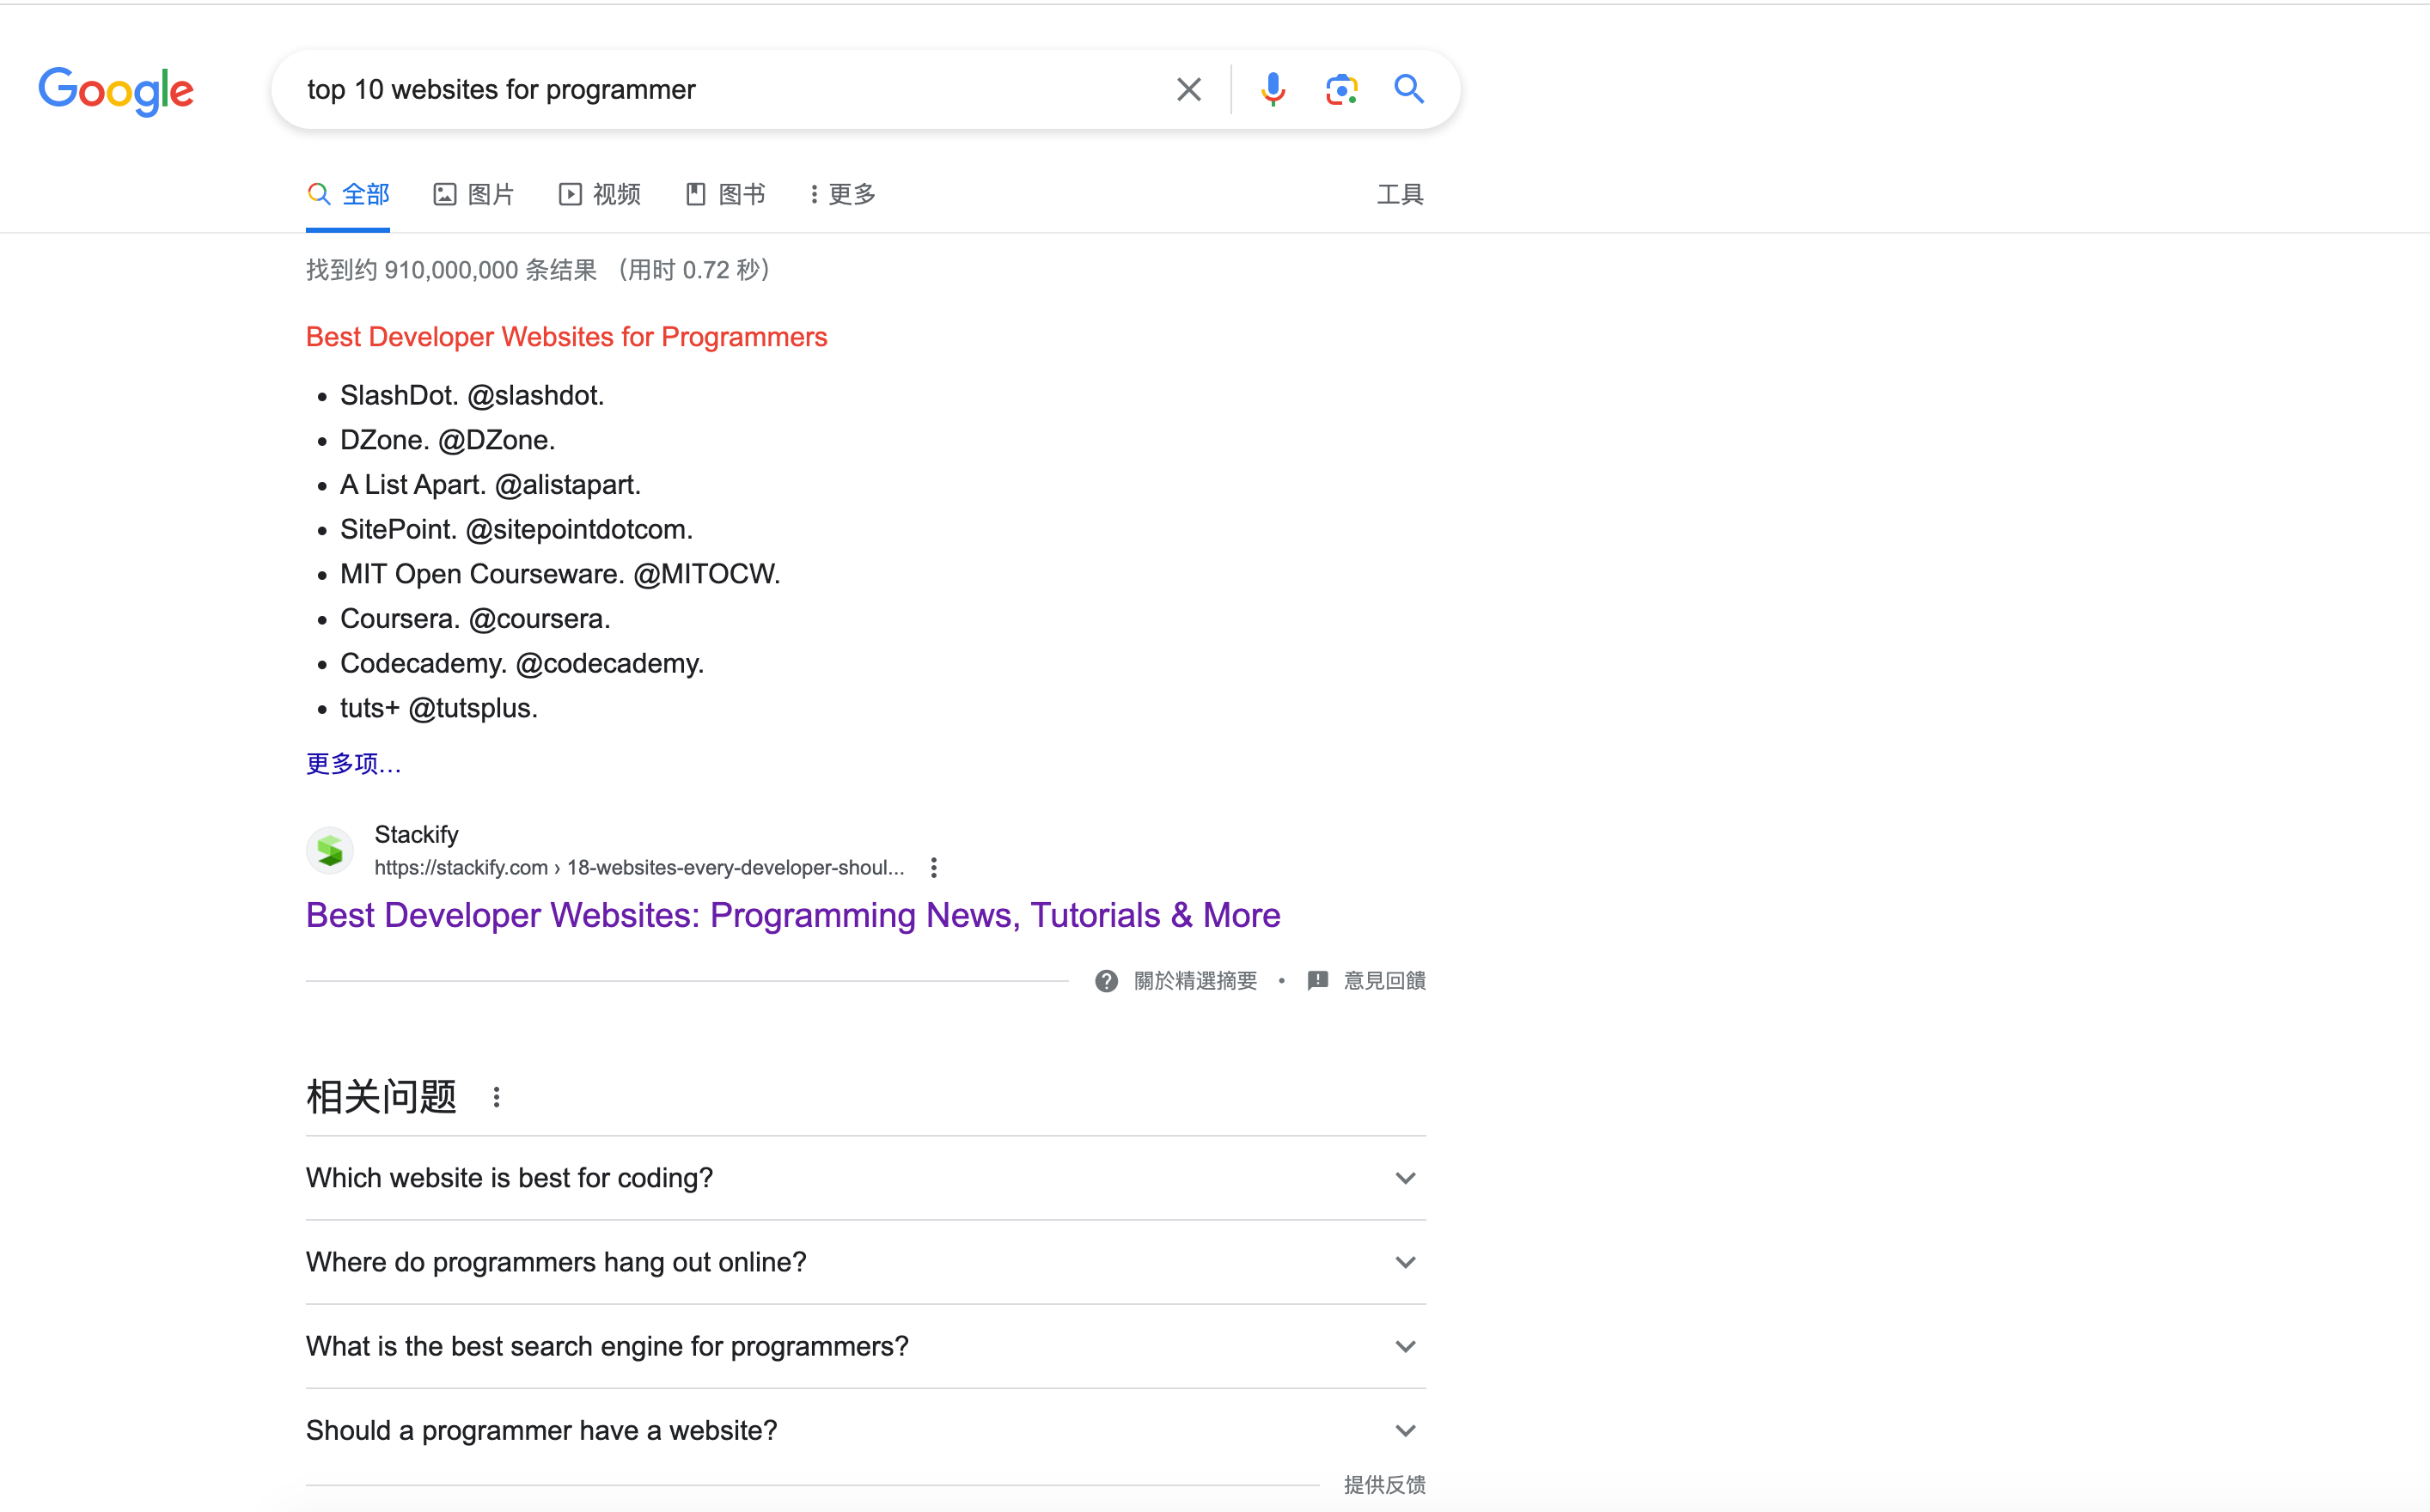 Google
top 10 websites for programmer
全部 图片 视频 图书 更多 工具
找到约 910,000,000 条结果 （用时 0.72 秒）
Best Developer Websites for Programmers
SlashDot. @slashdot.
DZone. @DZone.
A List Apart. @alistapart.
SitePoint. @sitepointdotcom.
MIT Open Courseware. @MITOCW.
Coursera. @coursera.
Codecademy. @codecademy.
tuts+ @tutsplus.
更多项…
Stackify
https://stackify.com › 18-websites-every-developer-shoul...
Best Developer Websites: Programming News, Tutorials & More
關於精選摘要 • 意見回饋
相关问题
Which website is best for coding?
Where do programmers hang out online?
What is the best search engine for programmers?
Should a programmer have a website?
提供反馈